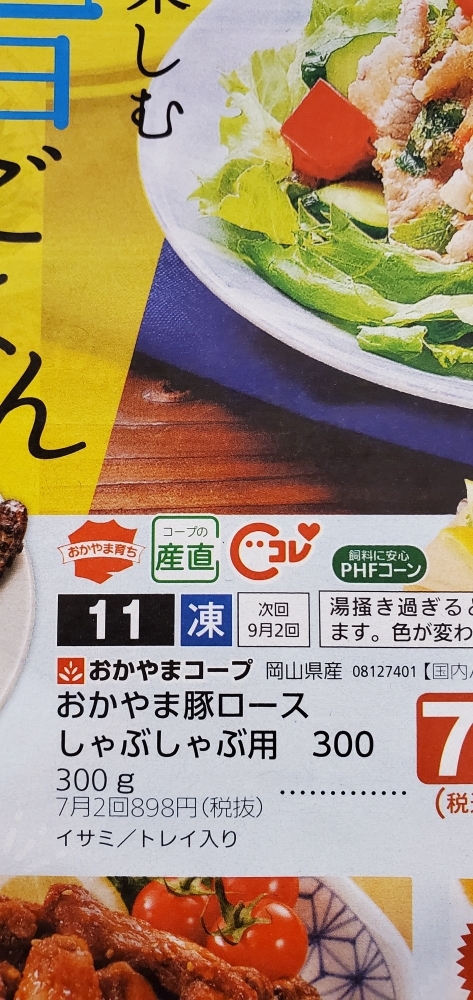 しむ
ごはん
おかやま育ち
コープの
産直
コレ
飼料に安心
PHFコーン
11
凍
次回
9月2回
湯掻き過ぎると
ます。色が変わ
おかやまコープ 岡山県産 08127401【国内
おかやま豚ロース
しゃぶしゃぶ用 300
300g
7月2回898円(税抜)
7
(税
イサミ/トレイ入り